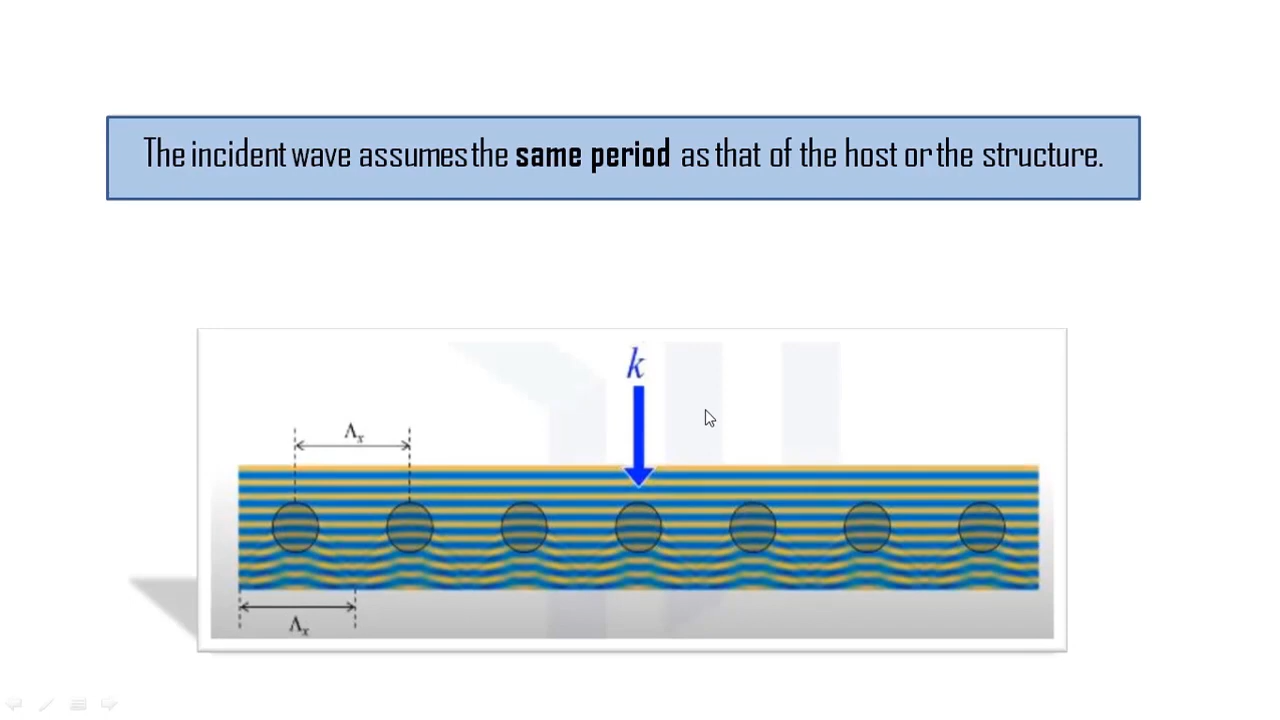 The incident wave assumes the same period as that of the host or the structure.
k
Λx
Λx